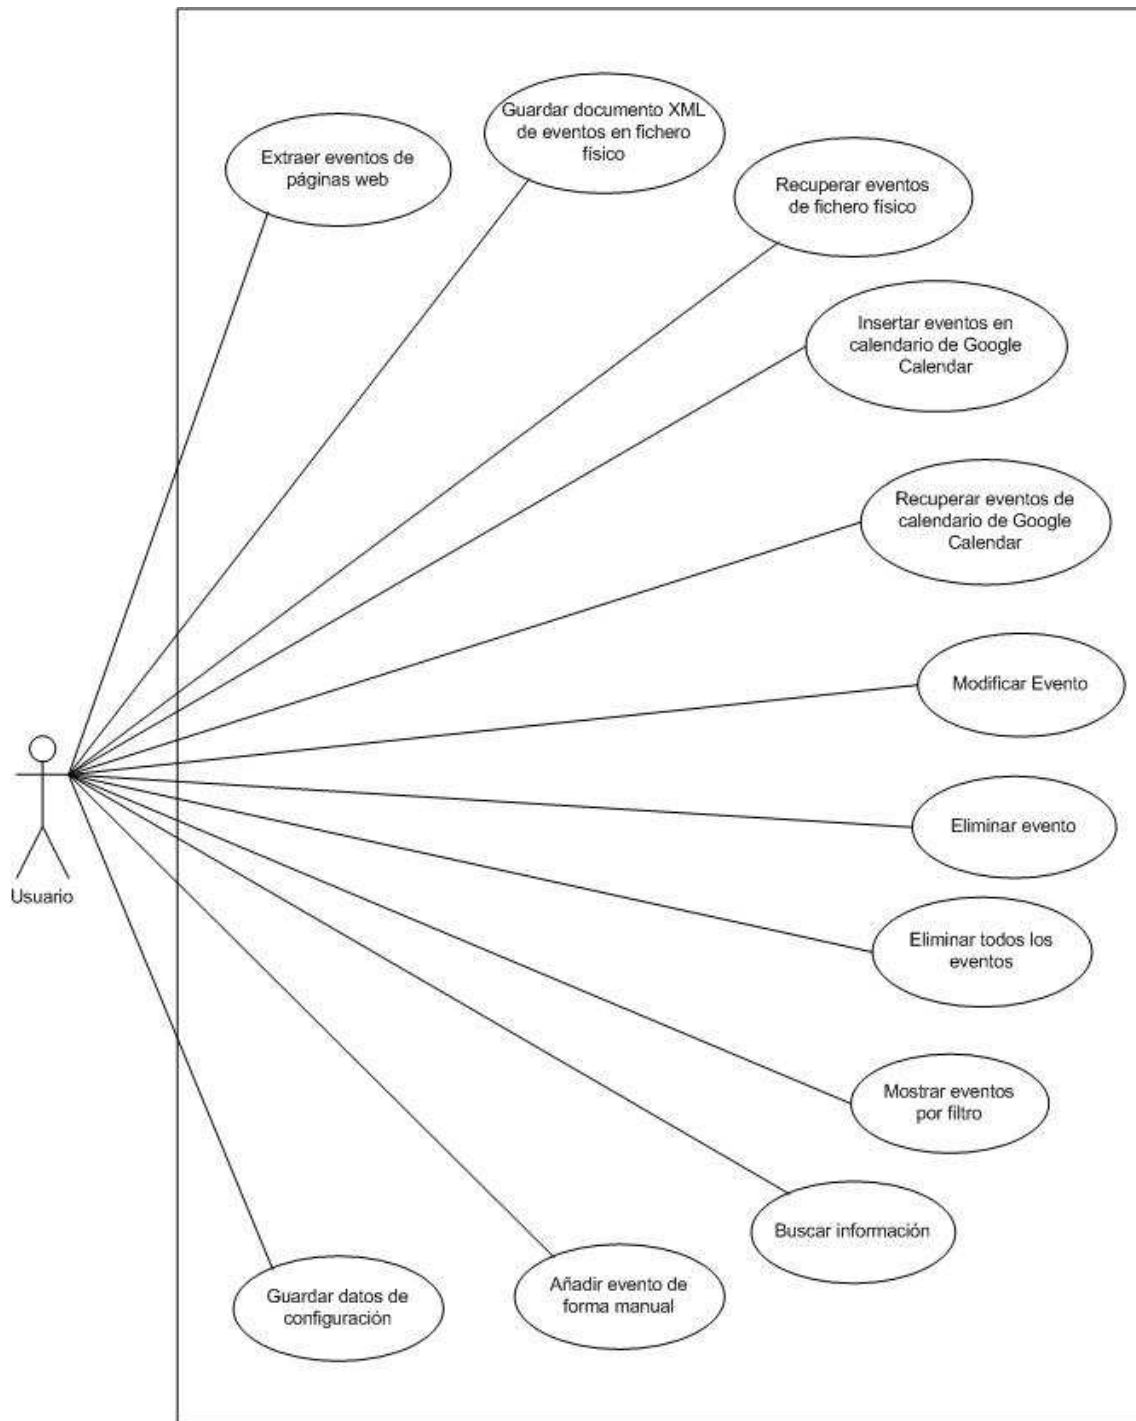 Guardar documento XML
de eventos en fichero
físico
Extraer eventos de
páginas web
Recuperar eventos
de fichero físico
Insertar eventos en
calendario de Google
Calendar
Recuperar eventos de
calendario de Google
Calendar
Modificar Evento
Eliminar evento
Usuario
Eliminar todos los
eventos
Mostrar eventos
por filtro
Buscar información
Añadir evento de
forma manual
Guardar datos de
configuración